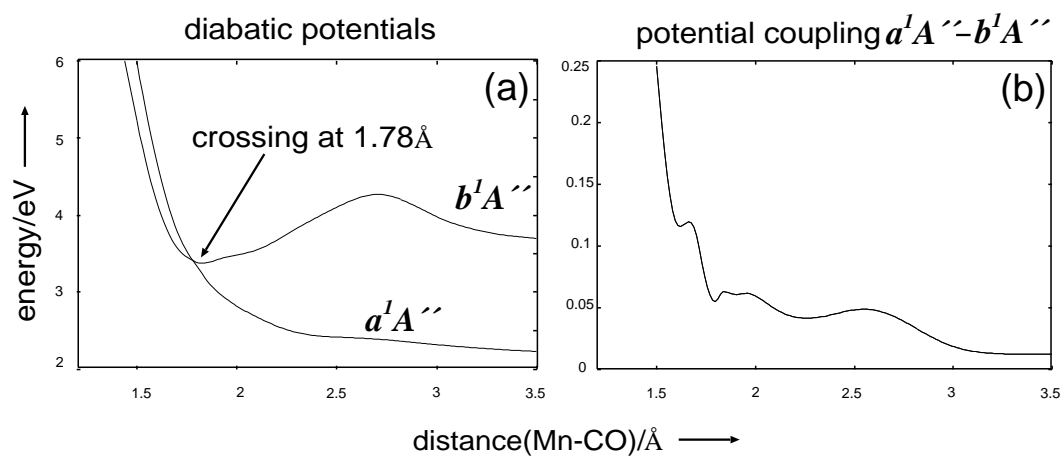 diabatic potentials
potential coupling a¹A´´–b¹A´´
(a)
crossing at 1.78Å
b¹A´´
a¹A´´
energy/eV
6
5
4
3
2
1.5 2 2.5 3 3.5
(b)
0.25
0.2
0.15
0.1
0.05
0
1.5 2 2.5 3 3.5
distance(Mn-CO)/Å